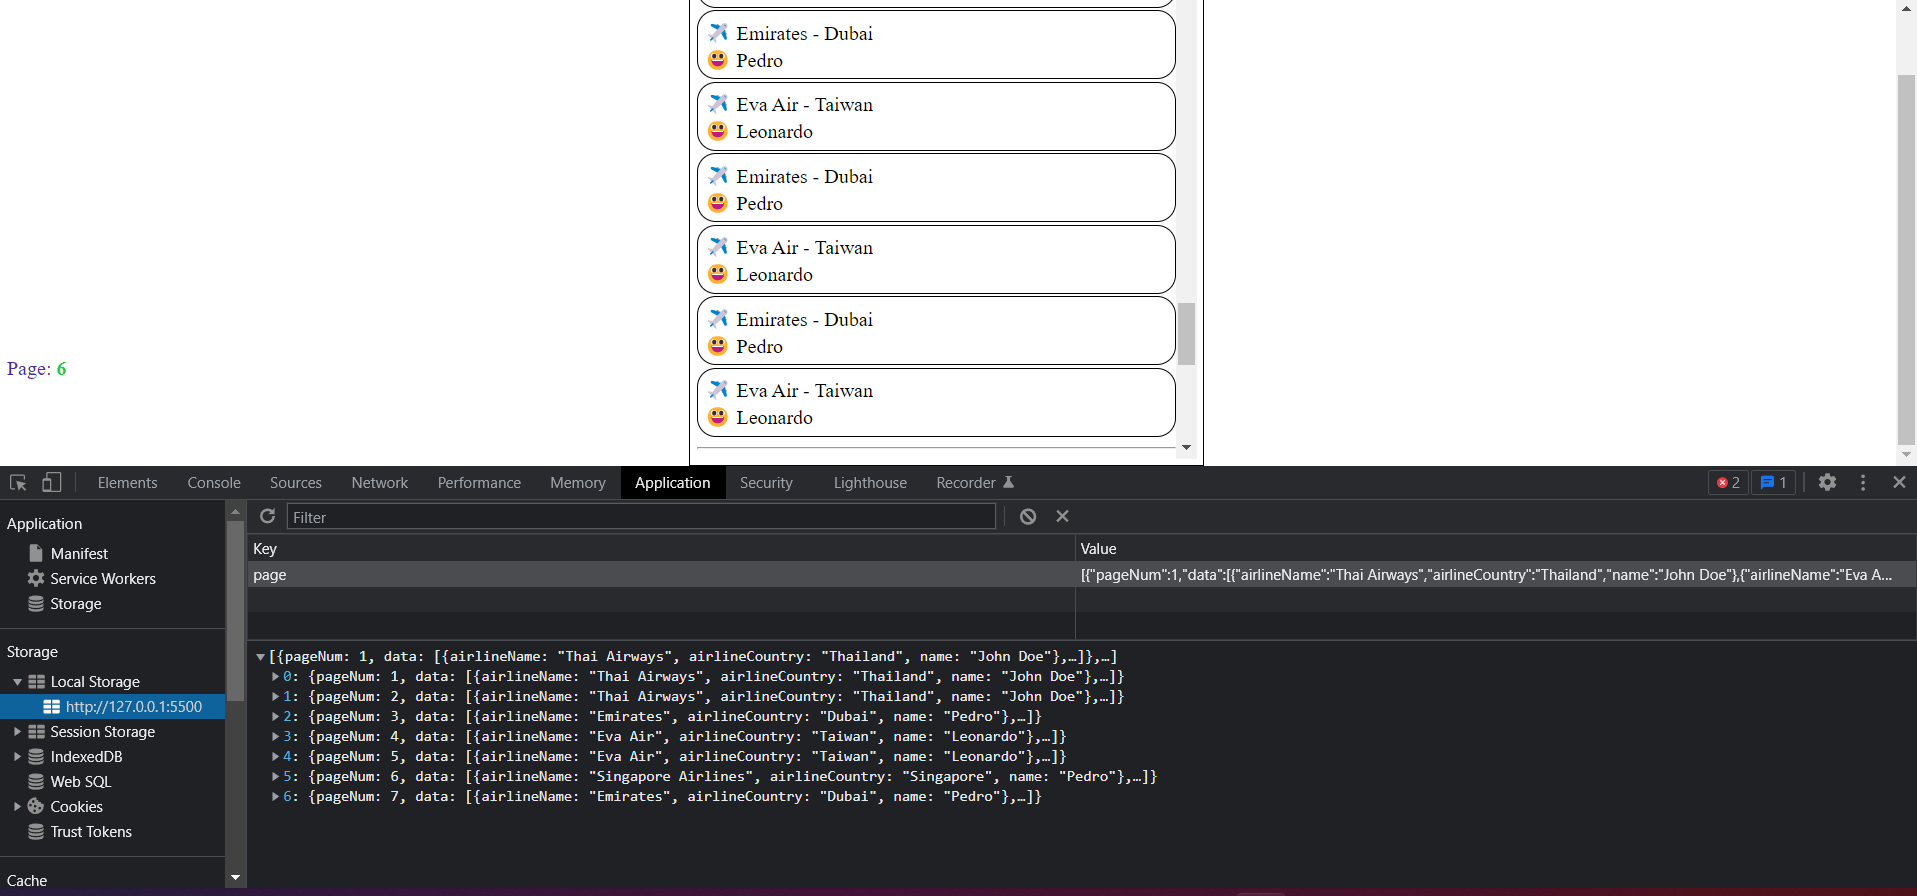 Emirates - Dubai
Pedro
Eva Air - Taiwan
Leonardo
Emirates - Dubai
Pedro
Eva Air - Taiwan
Leonardo
Emirates - Dubai
Pedro
Page: 6
Eva Air - Taiwan
Leonardo
Elements Console Sources Network Performance Memory Application Security Lighthouse Recorder 2 1
Application
Manifest
Service Workers
Storage
Storage
Local Storage
http://127.0.0.1:5500
Session Storage
IndexedDB
Web SQL
Cookies
Trust Tokens
Cache
Filter
Key Value
page [{"pageNum":1,"data":[{"airlineName":"Thai Airways","airlineCountry":"Thailand","name":"John Doe"},{"airlineName":"Eva A...
[{pageNum: 1, data: [{airlineName: "Thai Airways", airlineCountry: "Thailand", name: "John Doe"},…]},…]
0: {pageNum: 1, data: [{airlineName: "Thai Airways", airlineCountry: "Thailand", name: "John Doe"},…]}
1: {pageNum: 2, data: [{airlineName: "Thai Airways", airlineCountry: "Thailand", name: "John Doe"},…]}
2: {pageNum: 3, data: [{airlineName: "Emirates", airlineCountry: "Dubai", name: "Pedro"},…]}
3: {pageNum: 4, data: [{airlineName: "Eva Air", airlineCountry: "Taiwan", name: "Leonardo"},…]}
4: {pageNum: 5, data: [{airlineName: "Eva Air", airlineCountry: "Taiwan", name: "Leonardo"},…]}
5: {pageNum: 6, data: [{airlineName: "Singapore Airlines", airlineCountry: "Singapore", name: "Pedro"},…]}
6: {pageNum: 7, data: [{airlineName: "Emirates", airlineCountry: "Dubai", name: "Pedro"},…]}